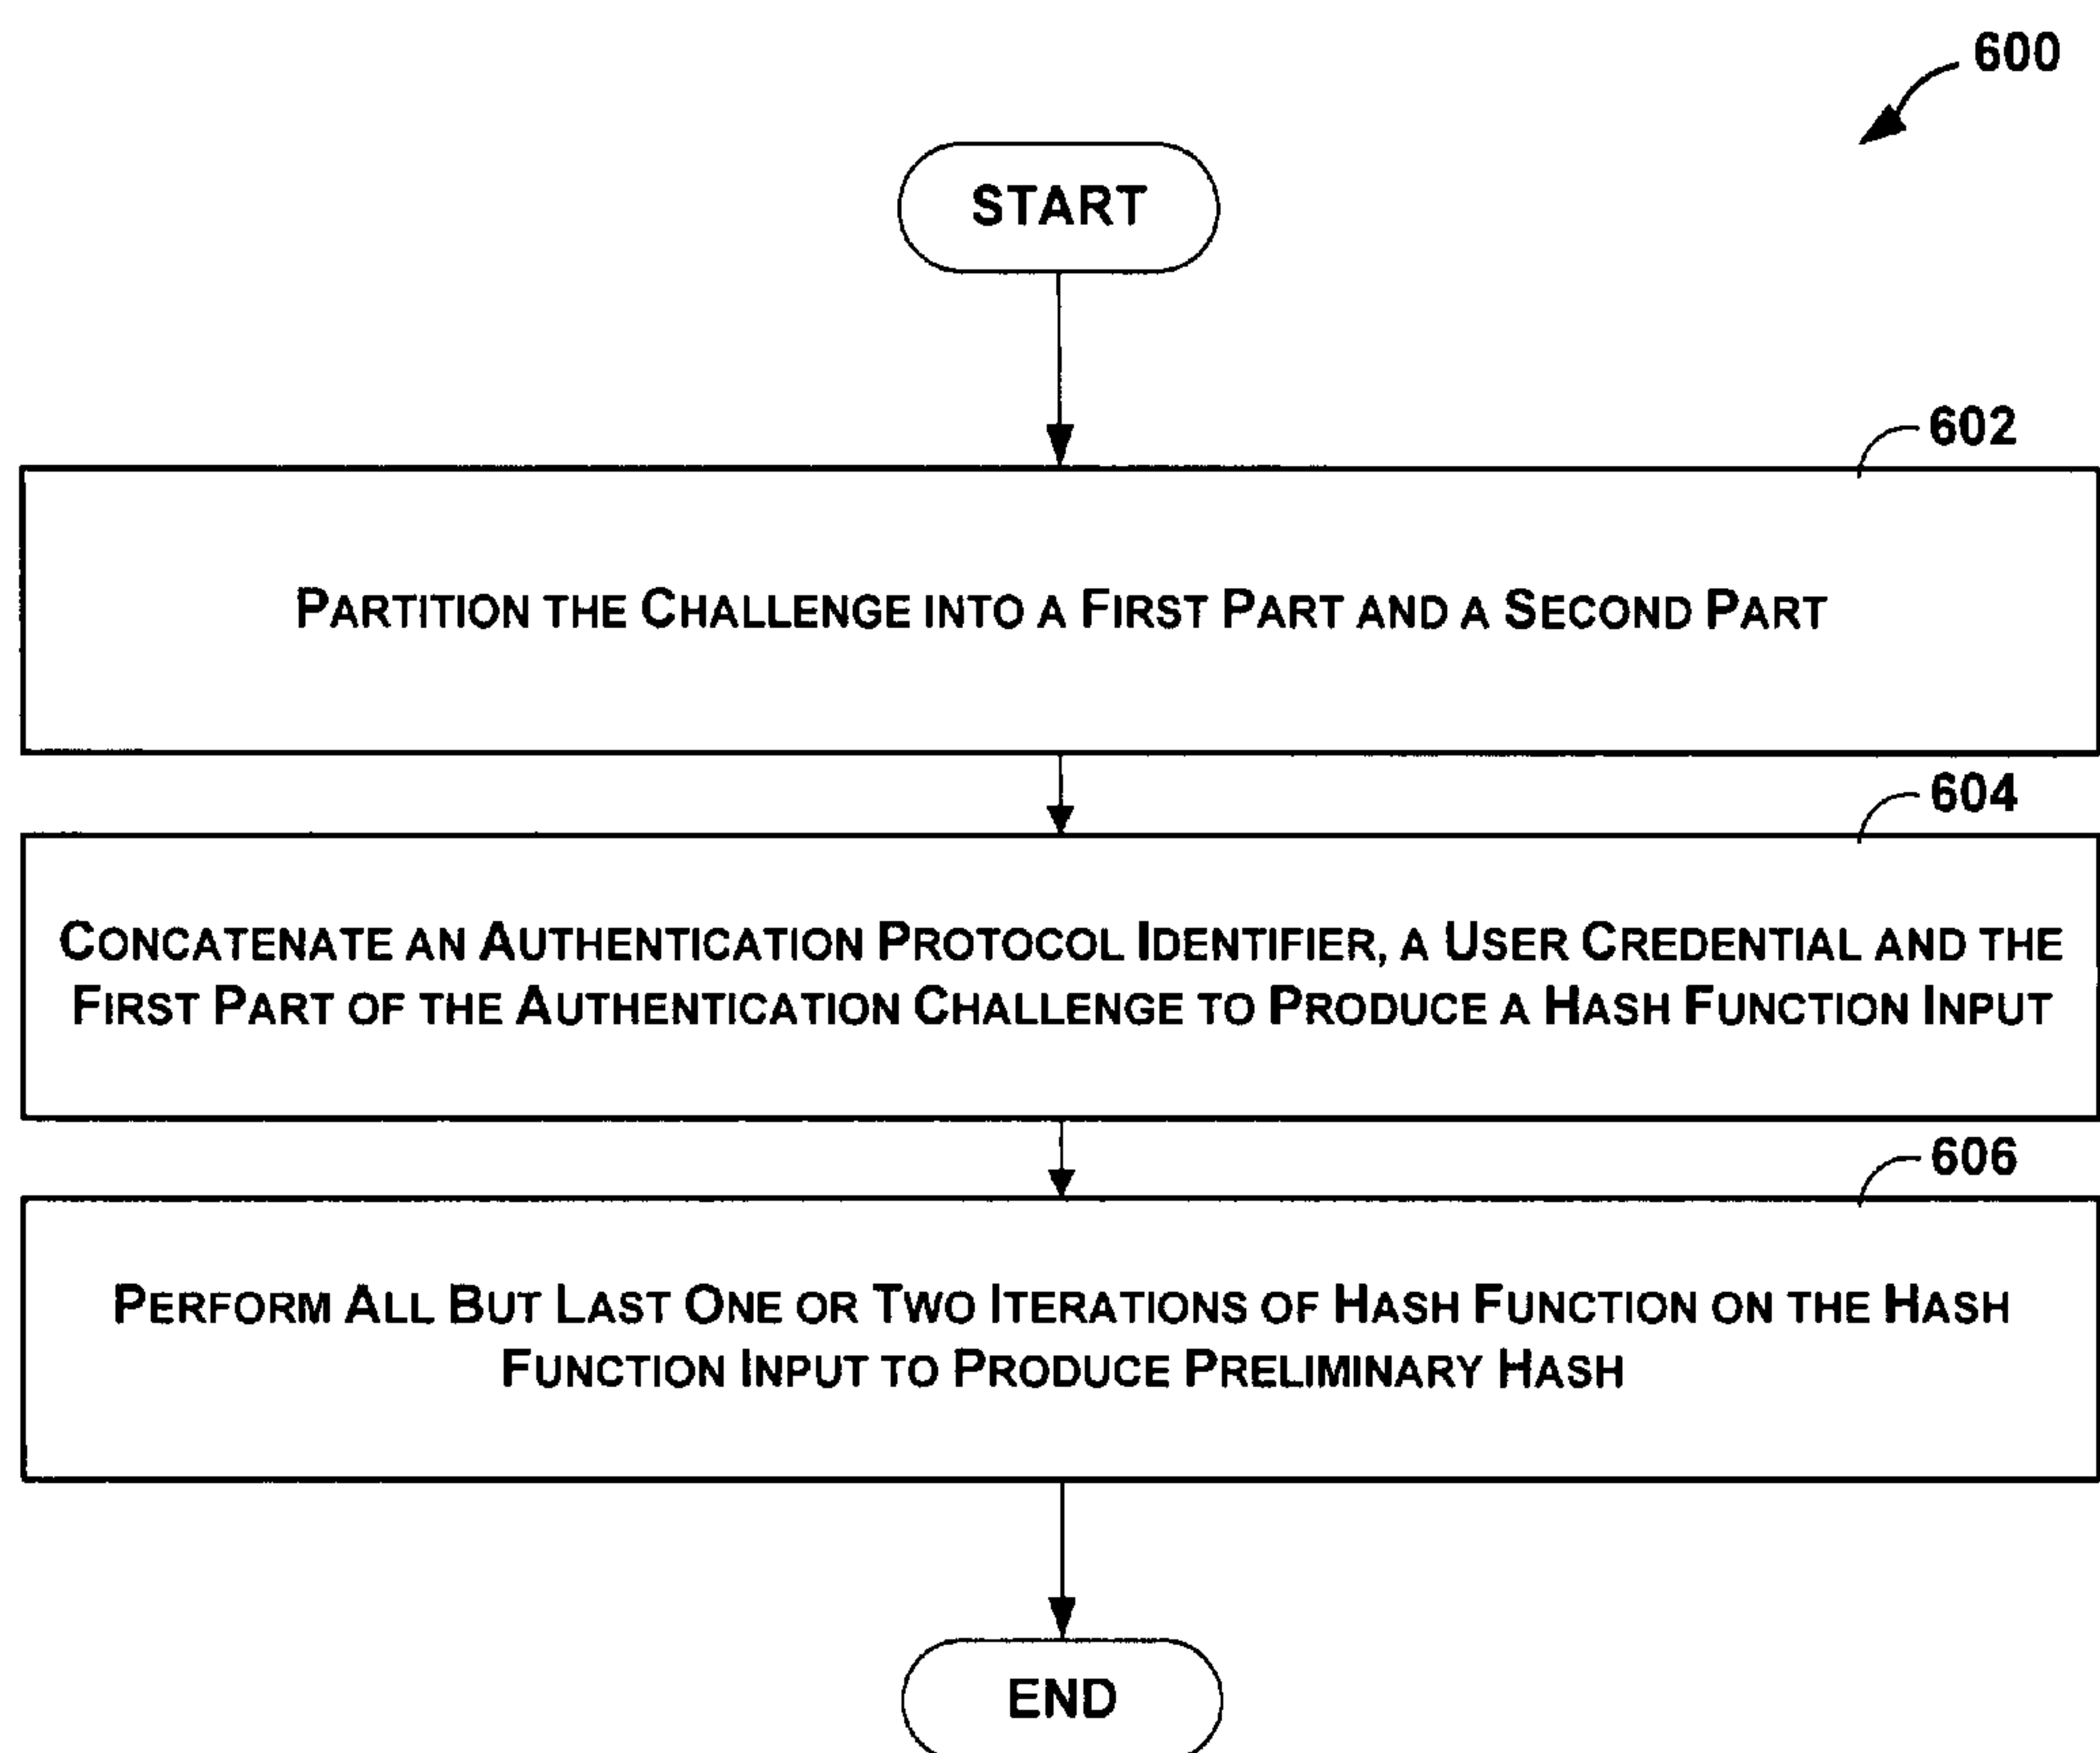 600
START
602
PARTITION THE CHALLENGE INTO A FIRST PART AND A SECOND PART
604
CONCATENATE AN AUTHENTICATION PROTOCOL IDENTIFIER, A USER CREDENTIAL AND THE
FIRST PART OF THE AUTHENTICATION CHALLENGE TO PRODUCE A HASH FUNCTION INPUT
606
PERFORM ALL BUT LAST ONE OR TWO ITERATIONS OF HASH FUNCTION ON THE HASH
FUNCTION INPUT TO PRODUCE PRELIMINARY HASH
END